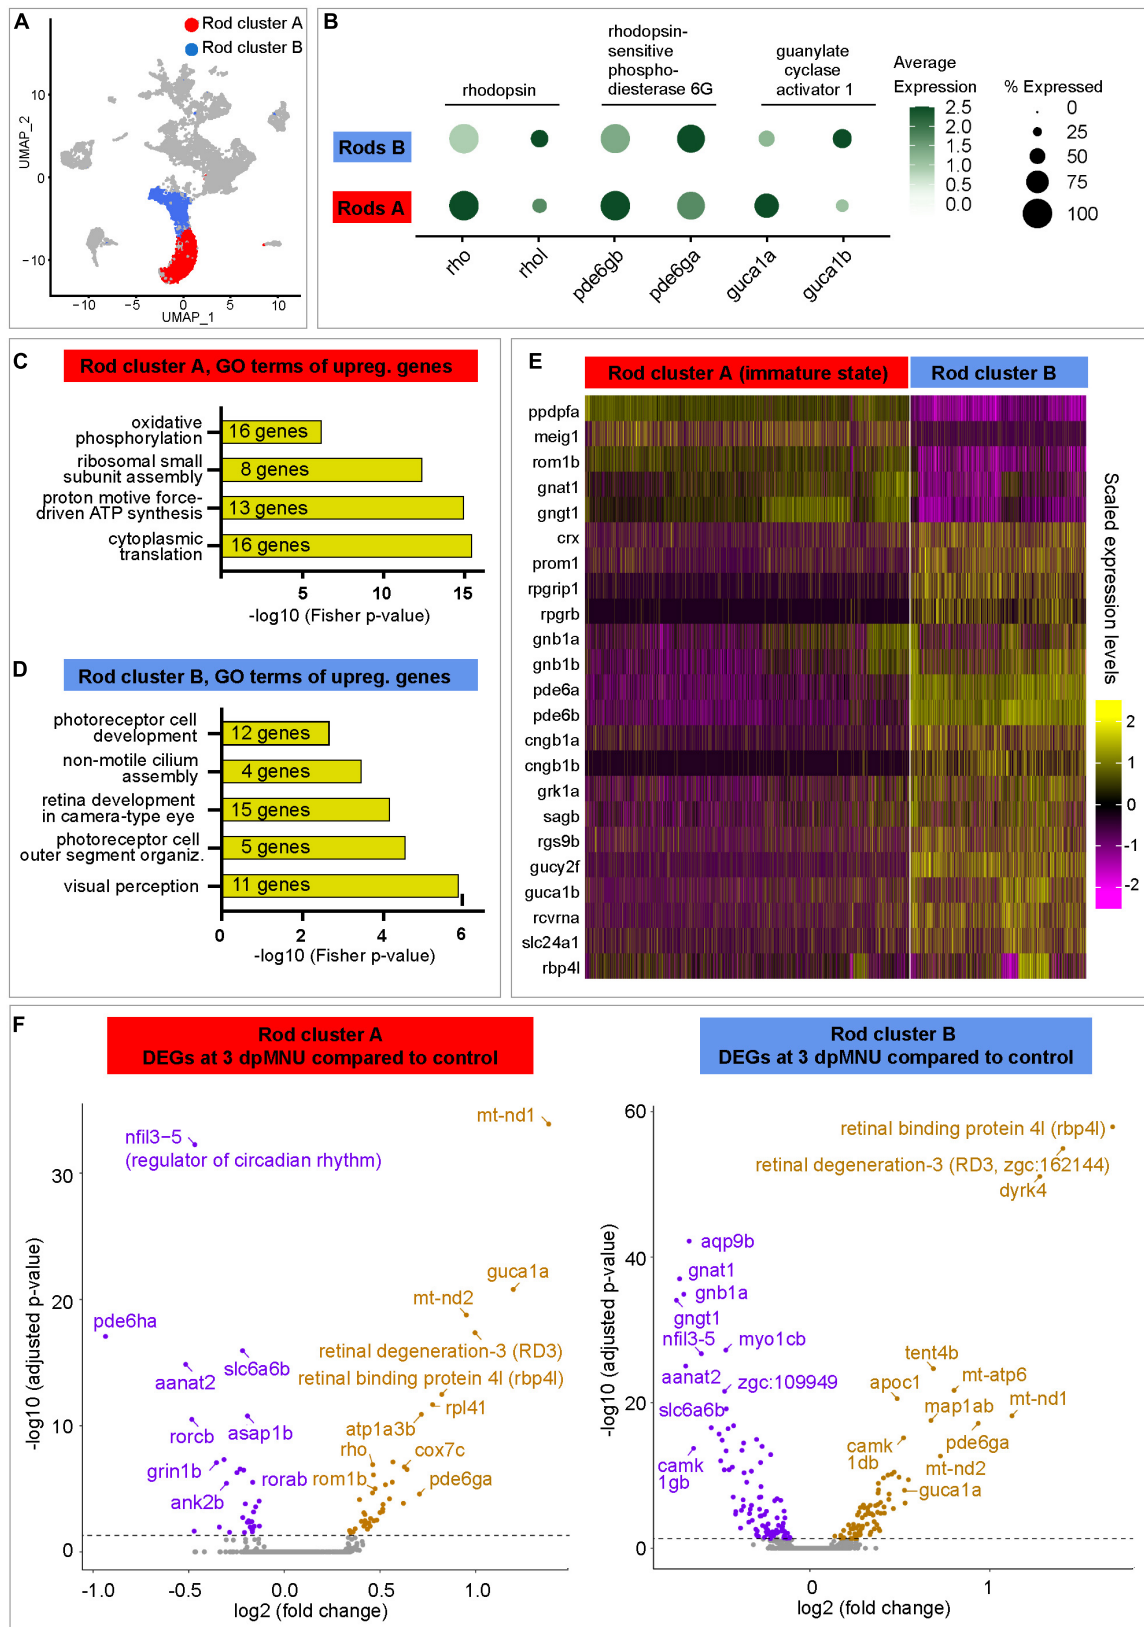 A
Rod cluster A
Rod cluster B
UMAP_2
10
0
−10
−10
−5
0
5
10
UMAP_1
B
rhodopsin
rhodopsin-
sensitive
phospho-
diesterase 6G
guanylate
cyclase
activator 1
Rods B
Rods A
rho
rhol
pde6gb
pde6ga
guca1a
guca1b
Average
Expression
2.5
2.0
1.5
1.0
0.5
0.0
% Expressed
0
25
50
75
100
C
Rod cluster A, GO terms of upreg. genes
oxidative
phosphorylation
16 genes
ribosomal small
subunit assembly
8 genes
proton motive force-
driven ATP synthesis
13 genes
cytoplasmic
translation
16 genes
5
10
15
-log10 (Fisher p-value)
D
Rod cluster B, GO terms of upreg. genes
photoreceptor cell
development
12 genes
non-motile cilium
assembly
4 genes
retina development
in camera-type eye
15 genes
photoreceptor cell
outer segment organiz.
5 genes
visual perception
11 genes
0
2
4
6
-log10 (Fisher p-value)
E
Rod cluster A (immature state)
Rod cluster B
ppdpfa
meig1
rom1b
gnat1
gngt1
crx
prom1
rpgrip1
rpgrb
gnb1a
gnb1b
pde6a
pde6b
cngb1a
cngb1b
grk1a
sagb
rgs9b
gucy2f
guca1b
rcvrna
slc24a1
rbp4l
Scaled expression levels
2
1
0
-1
-2
F
Rod cluster A
DEGs at 3 dpMNU compared to control
mt-nd1
nfil3−5
(regulator of circadian rhythm)
guca1a
mt-nd2
pde6ha
retinal degeneration-3 (RD3)
slc6a6b
aanat2
retinal binding protein 4l (rbp4l)
rpl41
rorcb
asap1b
atp1a3b
rho
cox7c
grin1b
rorab
rom1b
pde6ga
ank2b
30
20
10
0
-log10 (adjusted p-value)
-1.0
-0.5
0.0
0.5
1.0
log2 (fold change)
Rod cluster B
DEGs at 3 dpMNU compared to control
retinal binding protein 4l (rbp4l)
retinal degeneration-3 (RD3, zgc:162144)
dyrk4
aqp9b
gnat1
gnb1a
gngt1
nfil3-5
myo1cb
aanat2
zgc:109949
slc6a6b
tent4b
mt-atp6
apoc1
map1ab
mt-nd1
camk
1db
pde6ga
camk
1gb
mt-nd2
guca1a
60
40
20
0
-log10 (adjusted p-value)
0
1
log2 (fold change)